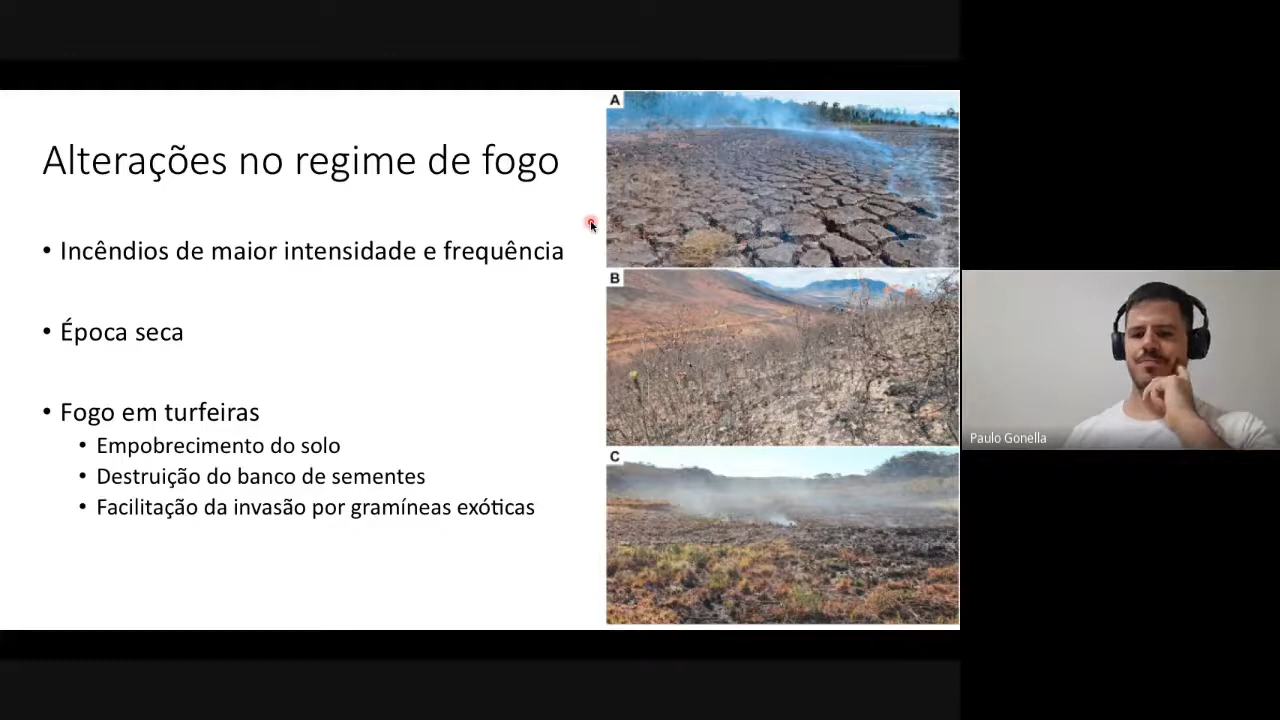 Alterações no regime de fogo
• Incêndios de maior intensidade e frequência
• Época seca
• Fogo em turfeiras
• Empobrecimento do solo
• Destruição do banco de sementes
• Facilitação da invasão por gramíneas exóticas
A
B
C
Paulo Gonella